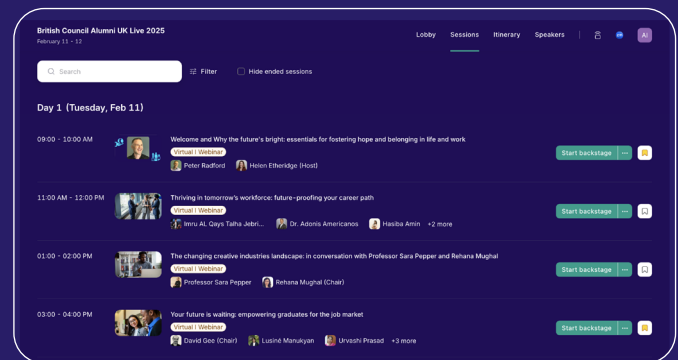 British Council Alumni UK Live 2025
February 11 - 12
Lobby Sessions Itinerary Speakers AI
Search Filter Hide ended sessions
Day 1 (Tuesday, Feb 11)
09:00 - 10:00 AM Welcome and Why the future's bright: essentials for fostering hope and belonging in life and work
Virtual | Webinar
Start backstage ...
Peter Radford Helen Etheridge (Host)
11:00 AM - 12:00 PM Thriving in tomorrow's workforce: future-proofing your career path
Virtual | Webinar
Start backstage ...
Imru AL Qays Talha Jebri... Dr. Adonis Americanos Hasiba Amin +2 more
01:00 - 02:00 PM The changing creative industries landscape: in conversation with Professor Sara Pepper and Rehana Mughal
Virtual | Webinar
Start backstage ...
Professor Sara Pepper Rehana Mughal (Chair)
03:00 - 04:00 PM Your future is waiting: empowering graduates for the job market
Virtual | Webinar
Start backstage ...
David Gee (Chair) Lusiné Manukyan Urvashi Prasad +3 more